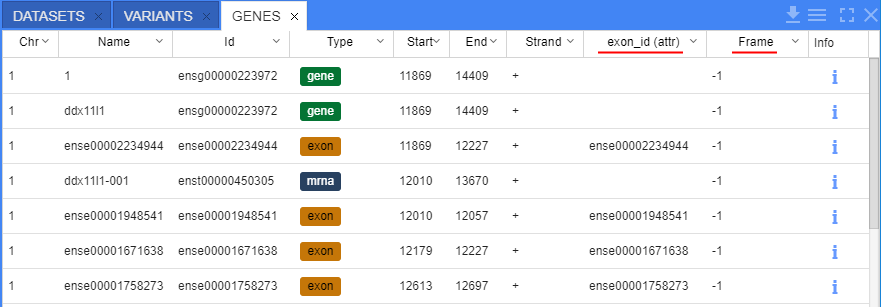 DATASETS VARIANTS GENES
Chr Name Id Type Start End Strand exon_id (attr) Frame Info
1 1 ensg00000223972 gene 11869 14409 + -1
1 ddx11l1 ensg00000223972 gene 11869 14409 + -1
1 ense00002234944 ense00002234944 exon 11869 12227 + ense00002234944 -1
1 ddx11l1-001 enst00000450305 mrna 12010 13670 + -1
1 ense00001948541 ense00001948541 exon 12010 12057 + ense00001948541 -1
1 ense00001671638 ense00001671638 exon 12179 12227 + ense00001671638 -1
1 ense00001758273 ense00001758273 exon 12613 12697 + ense00001758273 -1